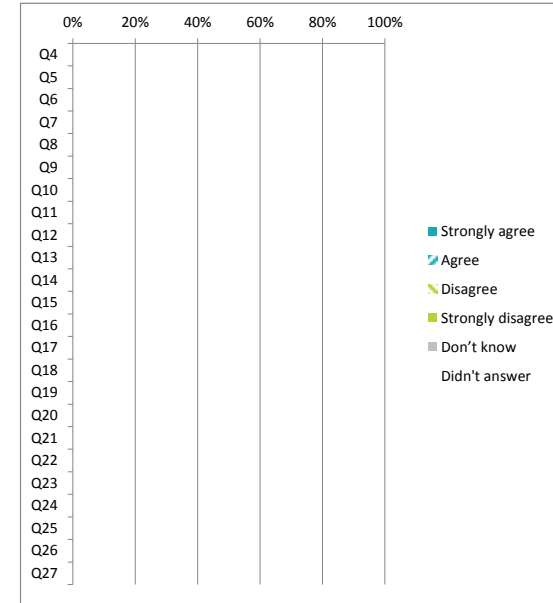 0% 20% 40% 60% 80% 100%
Q4
Q5
Q6
Q7
Q8
Q9
Q10
Q11
Q12
Q13
Q14
Q15
Q16
Q17
Q18
Q19
Q20
Q21
Q22
Q23
Q24
Q25
Q26
Q27
Strongly agree
Agree
Disagree
Strongly disagree
Don’t know
Didn't answer